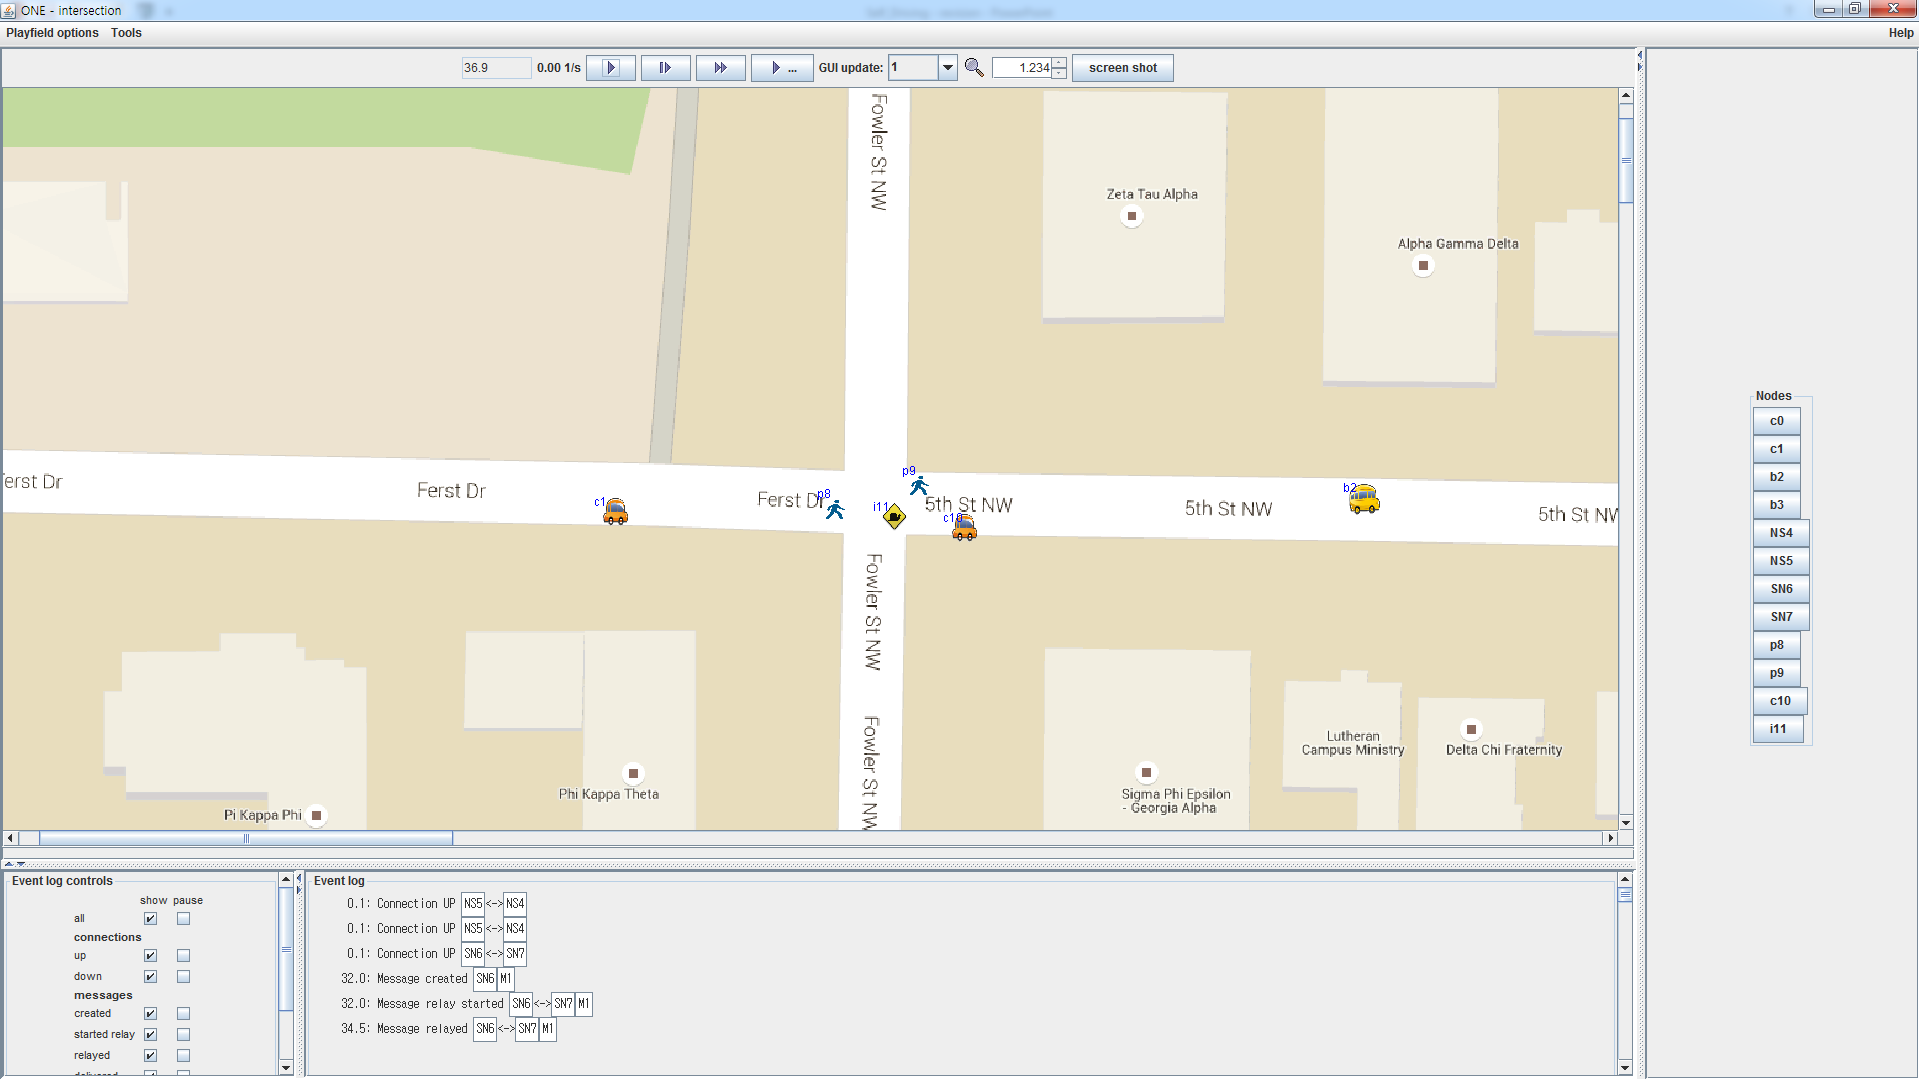 ONE - intersection
Playfield options Tools Help
36.9 0.00 1/s ... GUI update: 1 1.234 screen shot
Fowler St NW
Zeta Tau Alpha
Alpha Gamma Delta
erst Dr
Ferst Dr
Ferst Dr
5th St NW
5th St NW
5th St NW
c1
p8
p9
i11
c10
b2
Fowler St NW
Fowler St NW
Phi Kappa Theta
Pi Kappa Phi
Sigma Phi Epsilon
- Georgia Alpha
Lutheran
Campus Ministry
Delta Chi Fraternity
Nodes
c0
c1
b2
b3
NS4
NS5
SN6
SN7
p8
p9
c10
i11
Event log controls
show pause
all
connections
up
down
messages
created
started relay
relayed
delivered
Event log
0.1: Connection UP NS5 <-> NS4
0.1: Connection UP NS5 <-> NS4
0.1: Connection UP SN6 <-> SN7
32.0: Message created SN6 M1
32.0: Message relay started SN6 <-> SN7 M1
34.5: Message relayed SN6 <-> SN7 M1